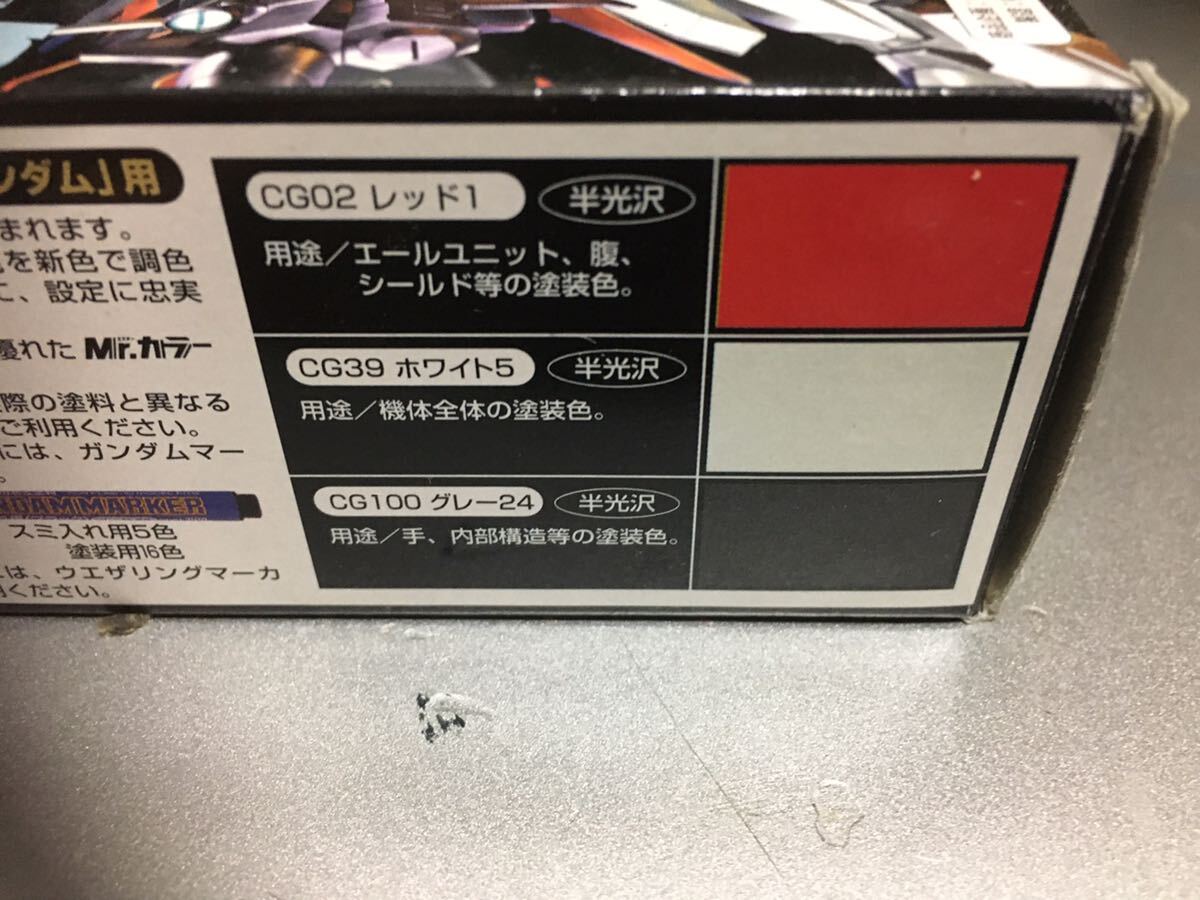 ンダム」用
まれます。
を新色で調色
に、設定に忠実
優れた Mr.カラー
際の塗料と異なる
ご利用ください。
には、ガンダムマー
。
DAMMARKER
スミ入れ用5色
塗装用16色
は、ウエザリングマーカ
ください。
CG02 レッド1 半光沢
用途／エールユニット、腹、
シールド等の塗装色。
CG39 ホワイト5 半光沢
用途／機体全体の塗装色。
CG100 グレー24 半光沢
用途／手、内部構造等の塗装色。